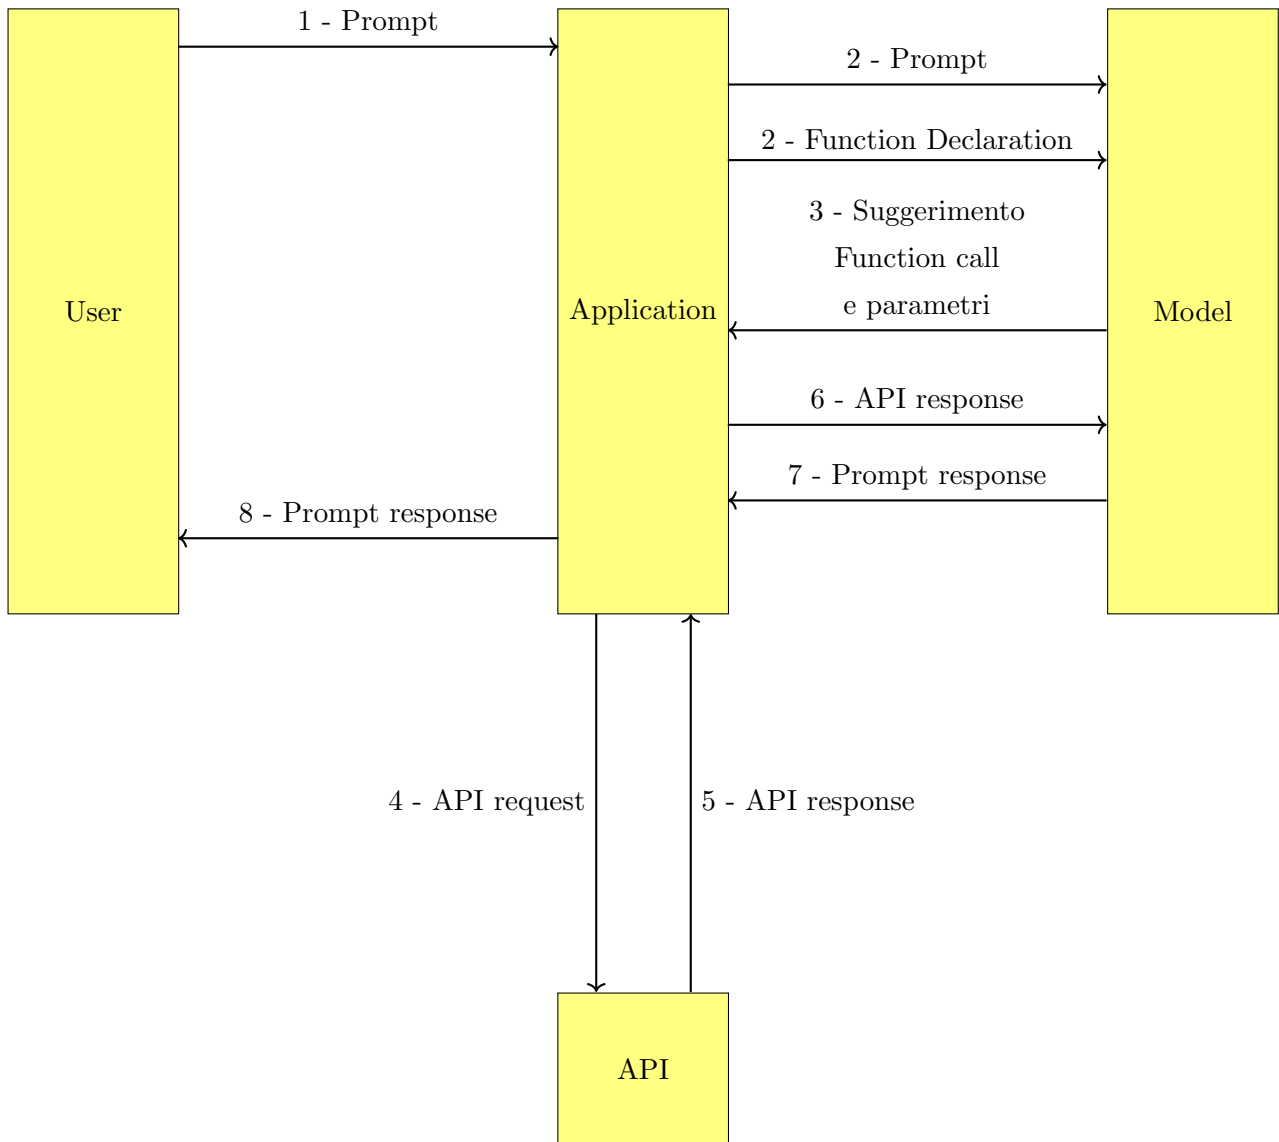 1 - Prompt
2 - Prompt
2 - Function Declaration
3 - Suggerimento
Function call
e parametri
User
Application
Model
6 - API response
7 - Prompt response
8 - Prompt response
4 - API request
5 - API response
API